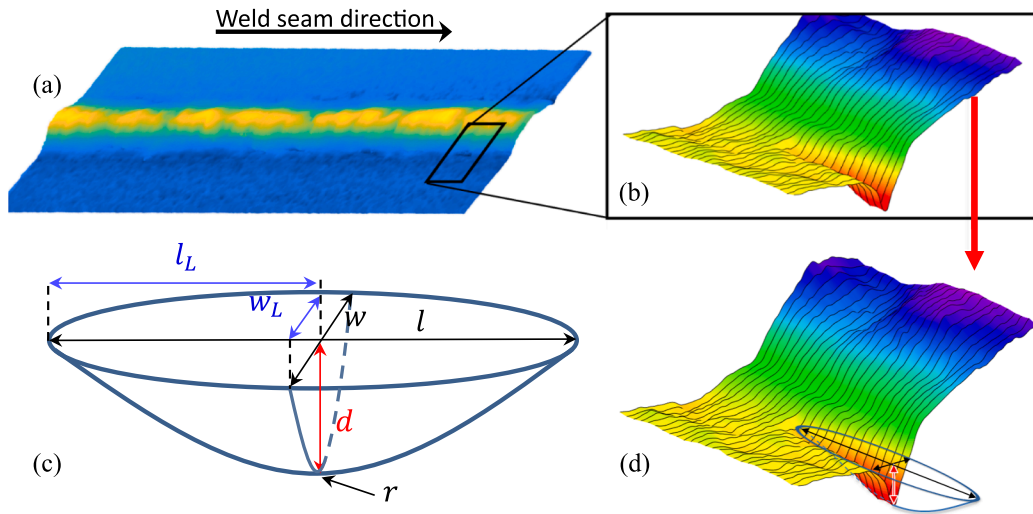 Weld seam direction
(a)
(b)
l_L
w_L
w
l
d
(c)
r
(d)